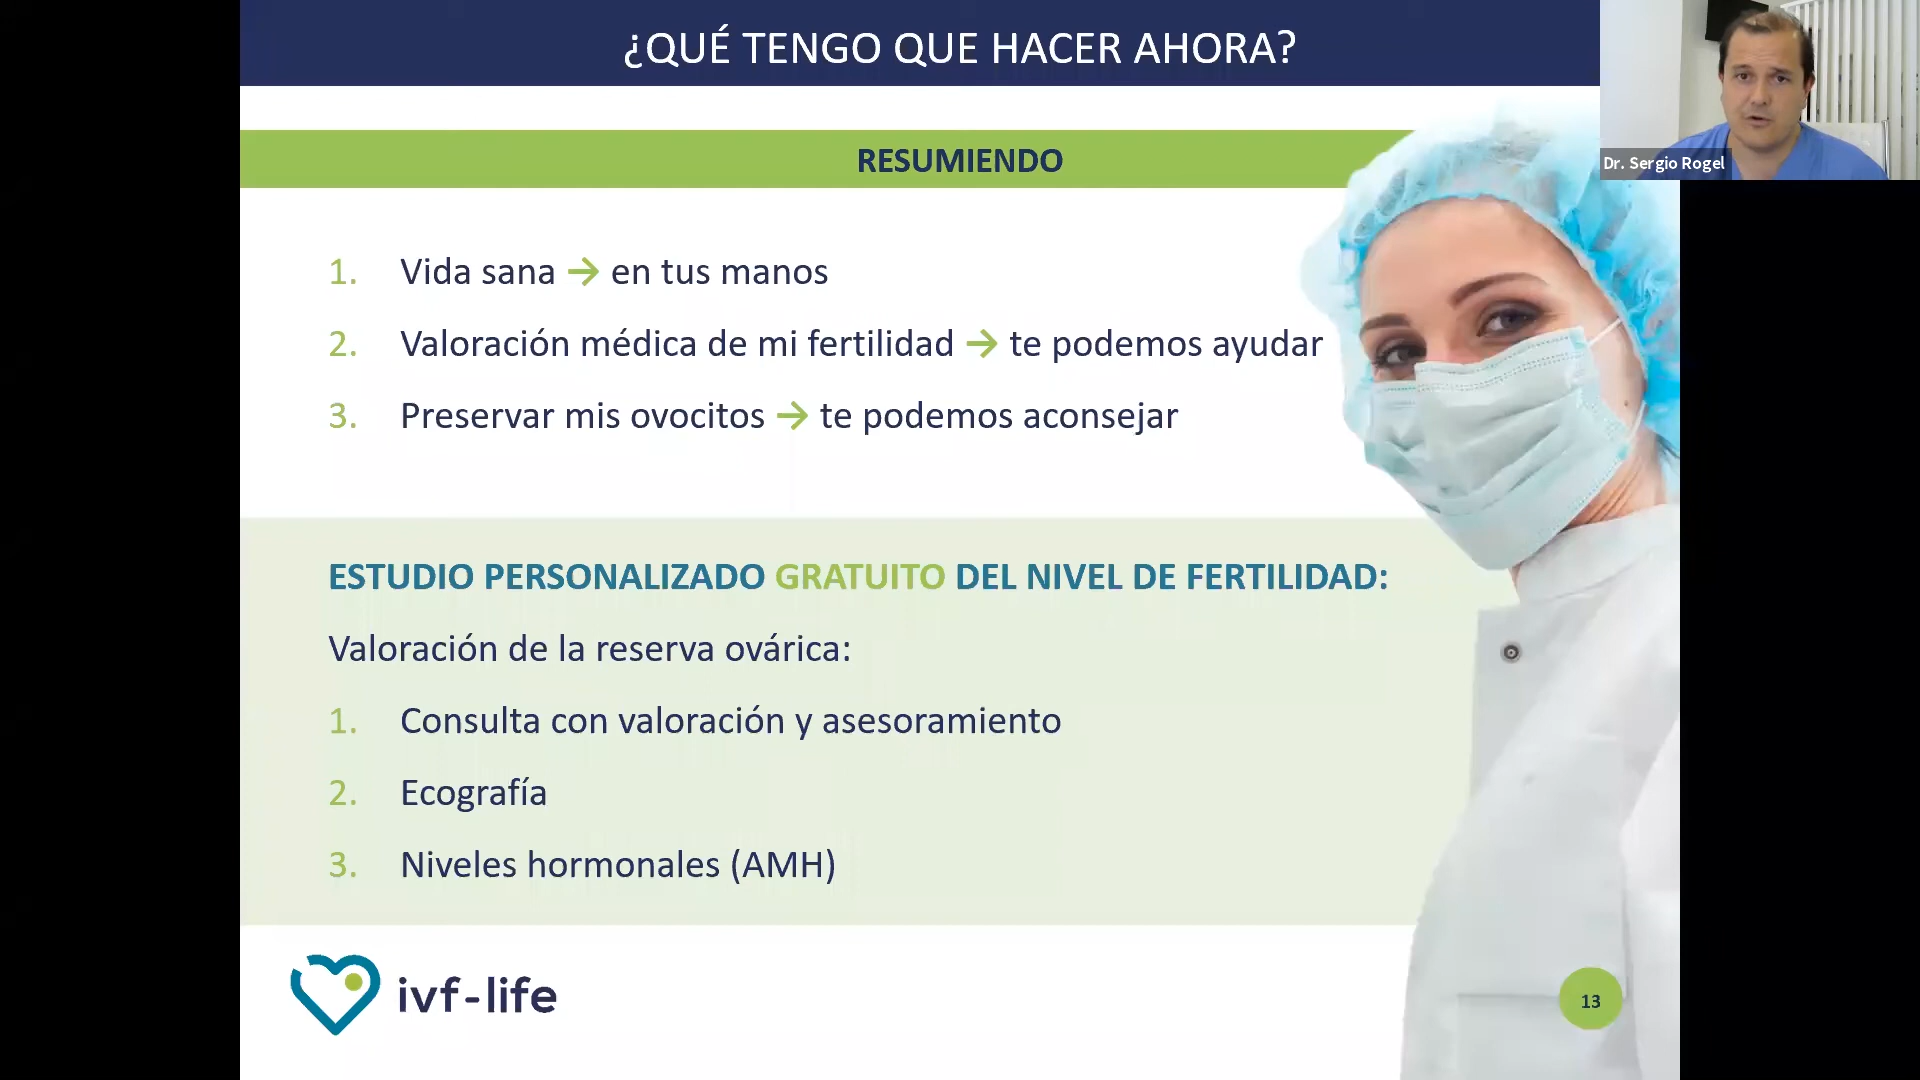 ¿QUÉ TENGO QUE HACER AHORA?
Dr. Sergio Rogel
RESUMIENDO
1. Vida sana → en tus manos
2. Valoración médica de mi fertilidad → te podemos ayudar
3. Preservar mis ovocitos → te podemos aconsejar
ESTUDIO PERSONALIZADO GRATUITO DEL NIVEL DE FERTILIDAD:
Valoración de la reserva ovárica:
1. Consulta con valoración y asesoramiento
2. Ecografía
3. Niveles hormonales (AMH)
ivf-life
13